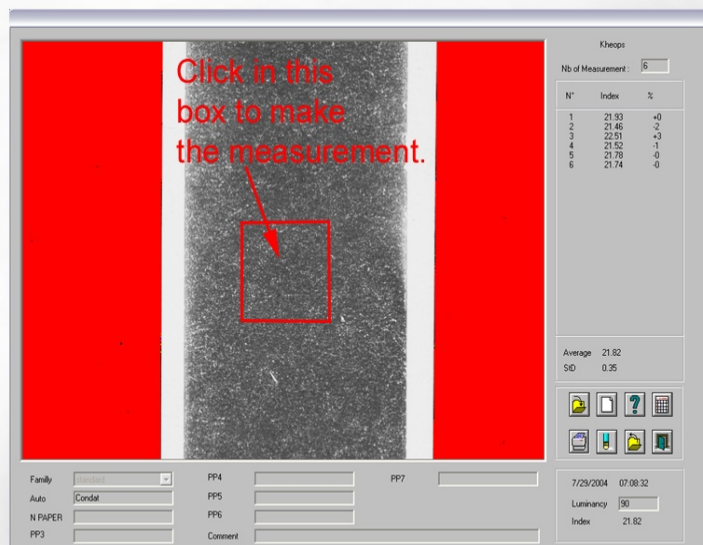 Kheops
Nb of Measurement : 6
N° Index %
1 21.93 +0
2 21.46 -2
3 22.51 +3
4 21.52 -1
5 21.78 -0
6 21.74 -0
Click in this
box to make
the measurement.
Average 21.82
StD 0.35
Family standard PP4 PP7
Auto Condat PP5
N PAPER PP6
PP3 Comment
7/29/2004 07:08:32
Luminancy 90
Index 21.82